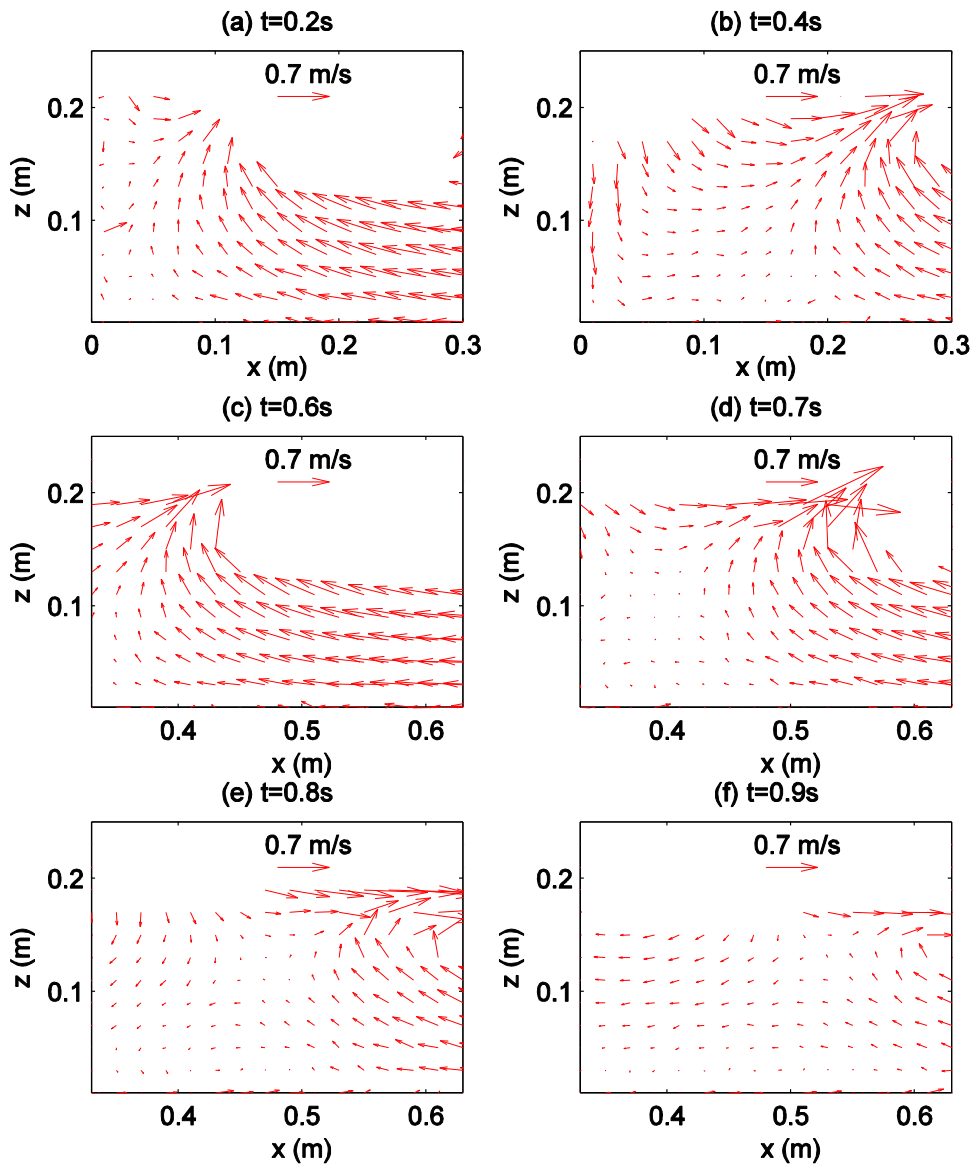 (a) t=0.2s
(b) t=0.4s
0.7 m/s
0.7 m/s
0.2
0.1
z (m)
0.2
0.1
z (m)
0 0.1 0.2 0.3
x (m)
0 0.1 0.2 0.3
x (m)
(c) t=0.6s
(d) t=0.7s
0.7 m/s
0.7 m/s
0.2
0.1
z (m)
0.2
0.1
z (m)
0.4 0.5 0.6
x (m)
0.4 0.5 0.6
x (m)
(e) t=0.8s
(f) t=0.9s
0.7 m/s
0.7 m/s
0.2
0.1
z (m)
0.2
0.1
z (m)
0.4 0.5 0.6
x (m)
0.4 0.5 0.6
x (m)